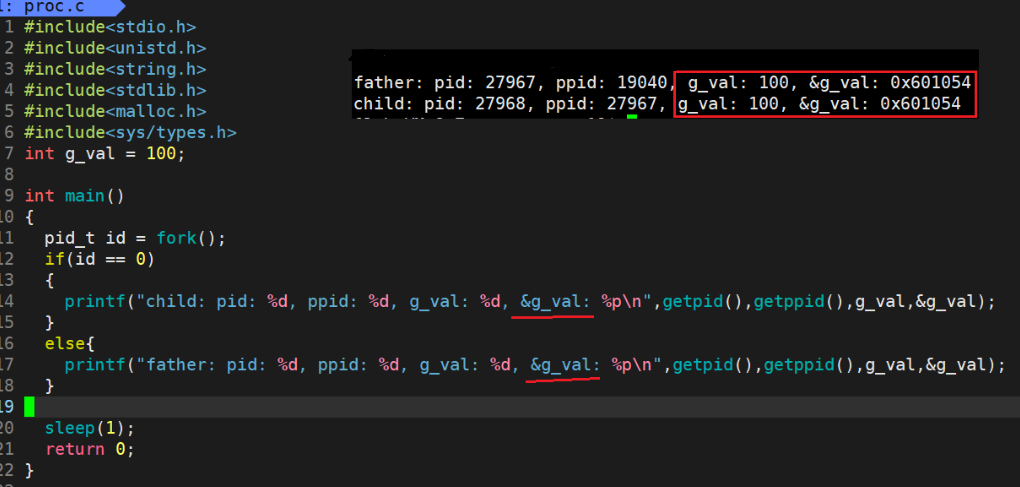 1: proc.c
1 #include<stdio.h>
2 #include<unistd.h>
3 #include<string.h>
4 #include<stdlib.h>
5 #include<malloc.h>
6 #include<sys/types.h>
7 int g_val = 100;
8
9 int main()
10 {
11   pid_t id = fork();
12   if(id == 0)
13   {
14     printf("child: pid: %d, ppid: %d, g_val: %d, &g_val: %p\n",getpid(),getppid(),g_val,&g_val);
15   }
16   else{
17     printf("father: pid: %d, ppid: %d, g_val: %d, &g_val: %p\n",getpid(),getppid(),g_val,&g_val);
18   }
19
20   sleep(1);
21   return 0;
22 }
father: pid: 27967, ppid: 19040, g_val: 100, &g_val: 0x601054
child: pid: 27968, ppid: 27967, g_val: 100, &g_val: 0x601054